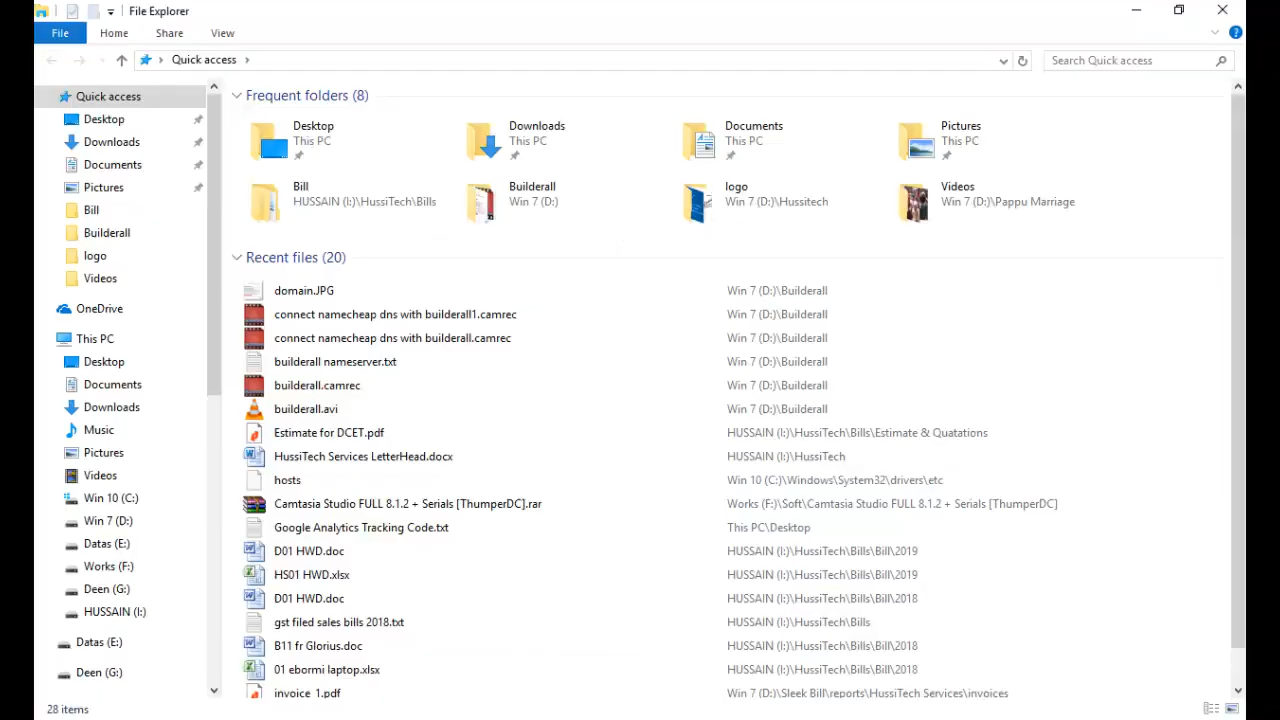 File Explorer
File Home Share View
Quick access
Search Quick access
Quick access
Desktop
Downloads
Documents
Pictures
Bill
Builderall
logo
Videos
OneDrive
This PC
Desktop
Documents
Downloads
Music
Pictures
Videos
Win 10 (C:)
Win 7 (D:)
Datas (E:)
Works (F:)
Deen (G:)
HUSSAIN (I:)
Datas (E:)
Deen (G:)
Frequent folders (8)
Desktop
This PC
Downloads
This PC
Documents
This PC
Pictures
This PC
Bill
HUSSAIN (I:)\HussiTech\Bills
Builderall
Win 7 (D:)
logo
Win 7 (D:)\Hussitech
Videos
Win 7 (D:)\Pappu Marriage
Recent files (20)
domain.JPG Win 7 (D:)\Builderall
connect namecheap dns with builderall1.camrec Win 7 (D:)\Builderall
connect namecheap dns with builderall.camrec Win 7 (D:)\Builderall
builderall nameserver.txt Win 7 (D:)\Builderall
builderall.camrec Win 7 (D:)\Builderall
builderall.avi Win 7 (D:)\Builderall
Estimate for DCET.pdf HUSSAIN (I:)\HussiTech\Bills\Estimate & Quatations
HussiTech Services LetterHead.docx HUSSAIN (I:)\HussiTech
hosts Win 10 (C:)\Windows\System32\drivers\etc
Camtasia Studio FULL 8.1.2 + Serials [ThumperDC].rar Works (F:)\Soft\Camtasia Studio FULL 8.1.2 + Serials [ThumperDC]
Google Analytics Tracking Code.txt This PC\Desktop
D01 HWD.doc HUSSAIN (I:)\HussiTech\Bills\Bill\2019
HS01 HWD.xlsx HUSSAIN (I:)\HussiTech\Bills\Bill\2019
D01 HWD.doc HUSSAIN (I:)\HussiTech\Bills\Bill\2018
gst filed sales bills 2018.txt HUSSAIN (I:)\HussiTech\Bills
B11 fr Glorius.doc HUSSAIN (I:)\HussiTech\Bills\Bill\2018
01 ebormi laptop.xlsx HUSSAIN (I:)\HussiTech\Bills\Bill\2018
invoice_1.pdf Win 7 (D:)\Sleek Bill\reports\HussiTech Services\invoices
28 items